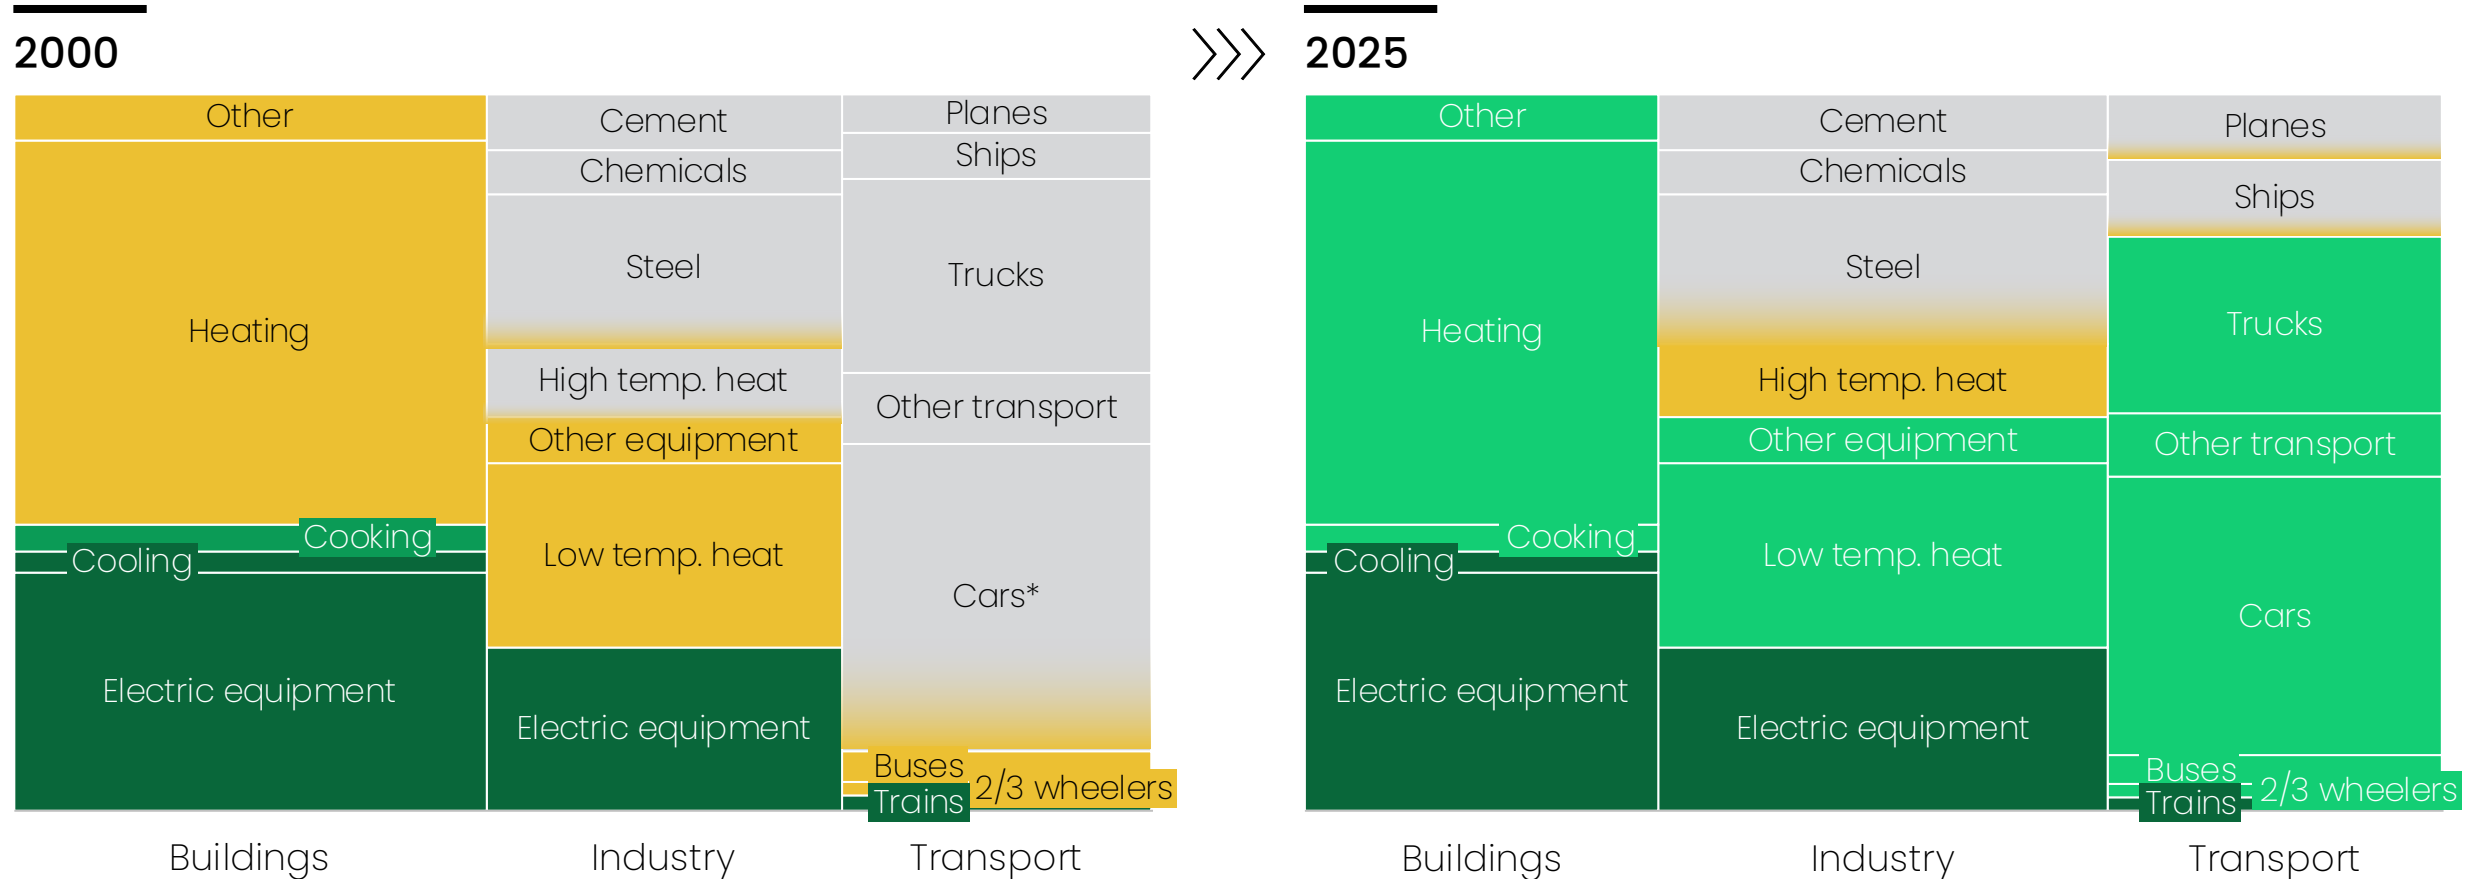 2000
Other
Heating
Cooking
Cooling
Electric equipment
Buildings
Cement
Chemicals
Steel
High temp. heat
Other equipment
Low temp. heat
Electric equipment
Industry
Planes
Ships
Trucks
Other transport
Cars*
Buses
2/3 wheelers
Trains
Transport
2025
Other
Heating
Cooking
Cooling
Electric equipment
Buildings
Cement
Chemicals
Steel
High temp. heat
Other equipment
Low temp. heat
Electric equipment
Industry
Planes
Ships
Trucks
Other transport
Cars
Buses
2/3 wheelers
Trains
Transport